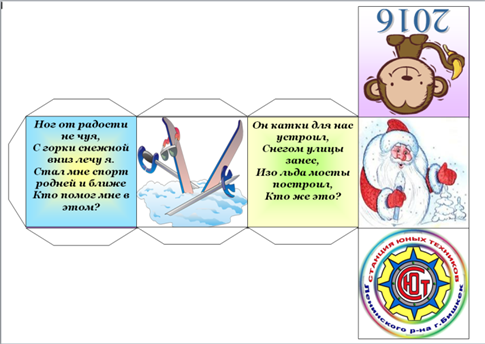 2016
Ног от радости
не чуя,
С горки снежной
вниз лечу я.
Стал мне спорт
родней и ближе
Кто помог мне в
этом?
Он катки для нас
устроил,
Снегом улицы
занес,
Изо льда мосты
построил,
Кто же это?
СТАНЦИЯ ЮНЫХ ТЕХНИКОВ
СЮТ
Ленинского р-на г.Бишкек